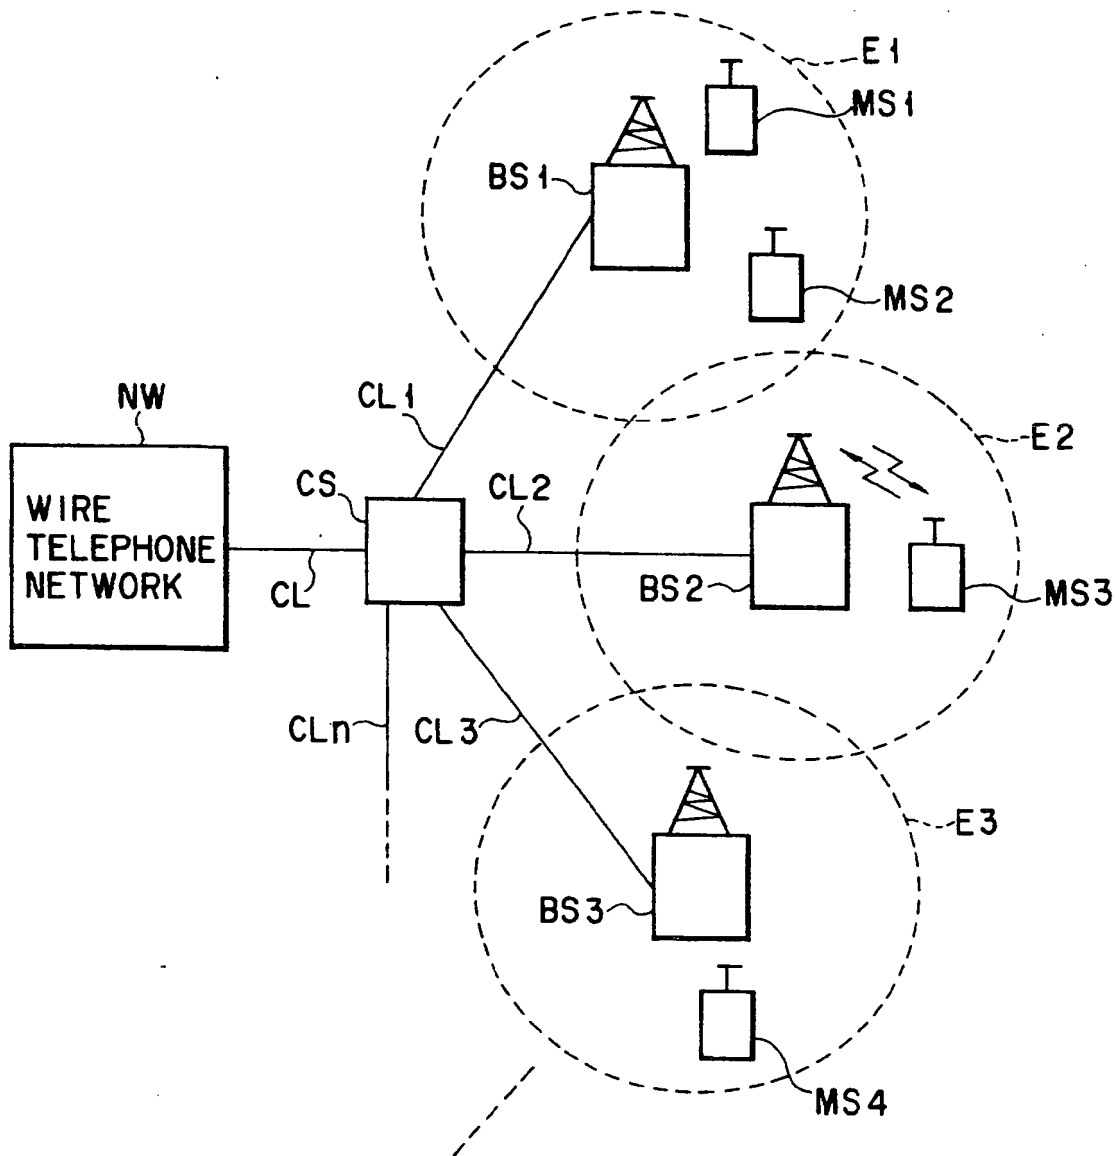 E1
MS1
BS1
MS2
NW
CL1
E2
CS
CL2
WIRE
TELEPHONE
NETWORK
CL
BS2
MS3
CLn
CL3
E3
BS3
MS4